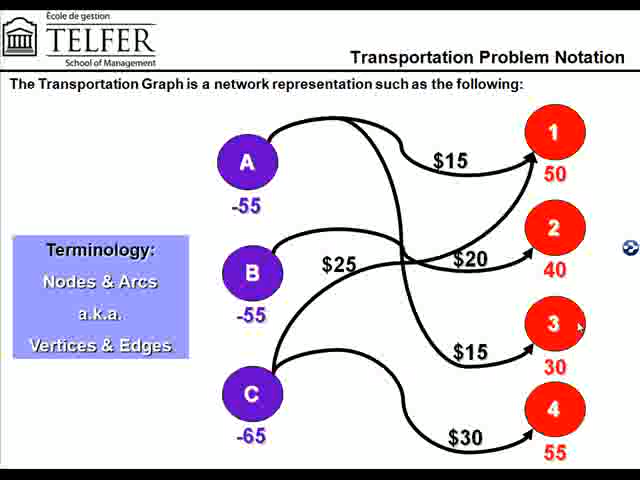 École de gestion
TELFER
School of Management
Transportation Problem Notation
The Transportation Graph is a network representation such as the following:
A
-55
B
-55
C
-65
Terminology:
Nodes & Arcs
a.k.a.
Vertices & Edges
$15
$25
$20
$15
$30
1
50
2
40
3
30
4
55